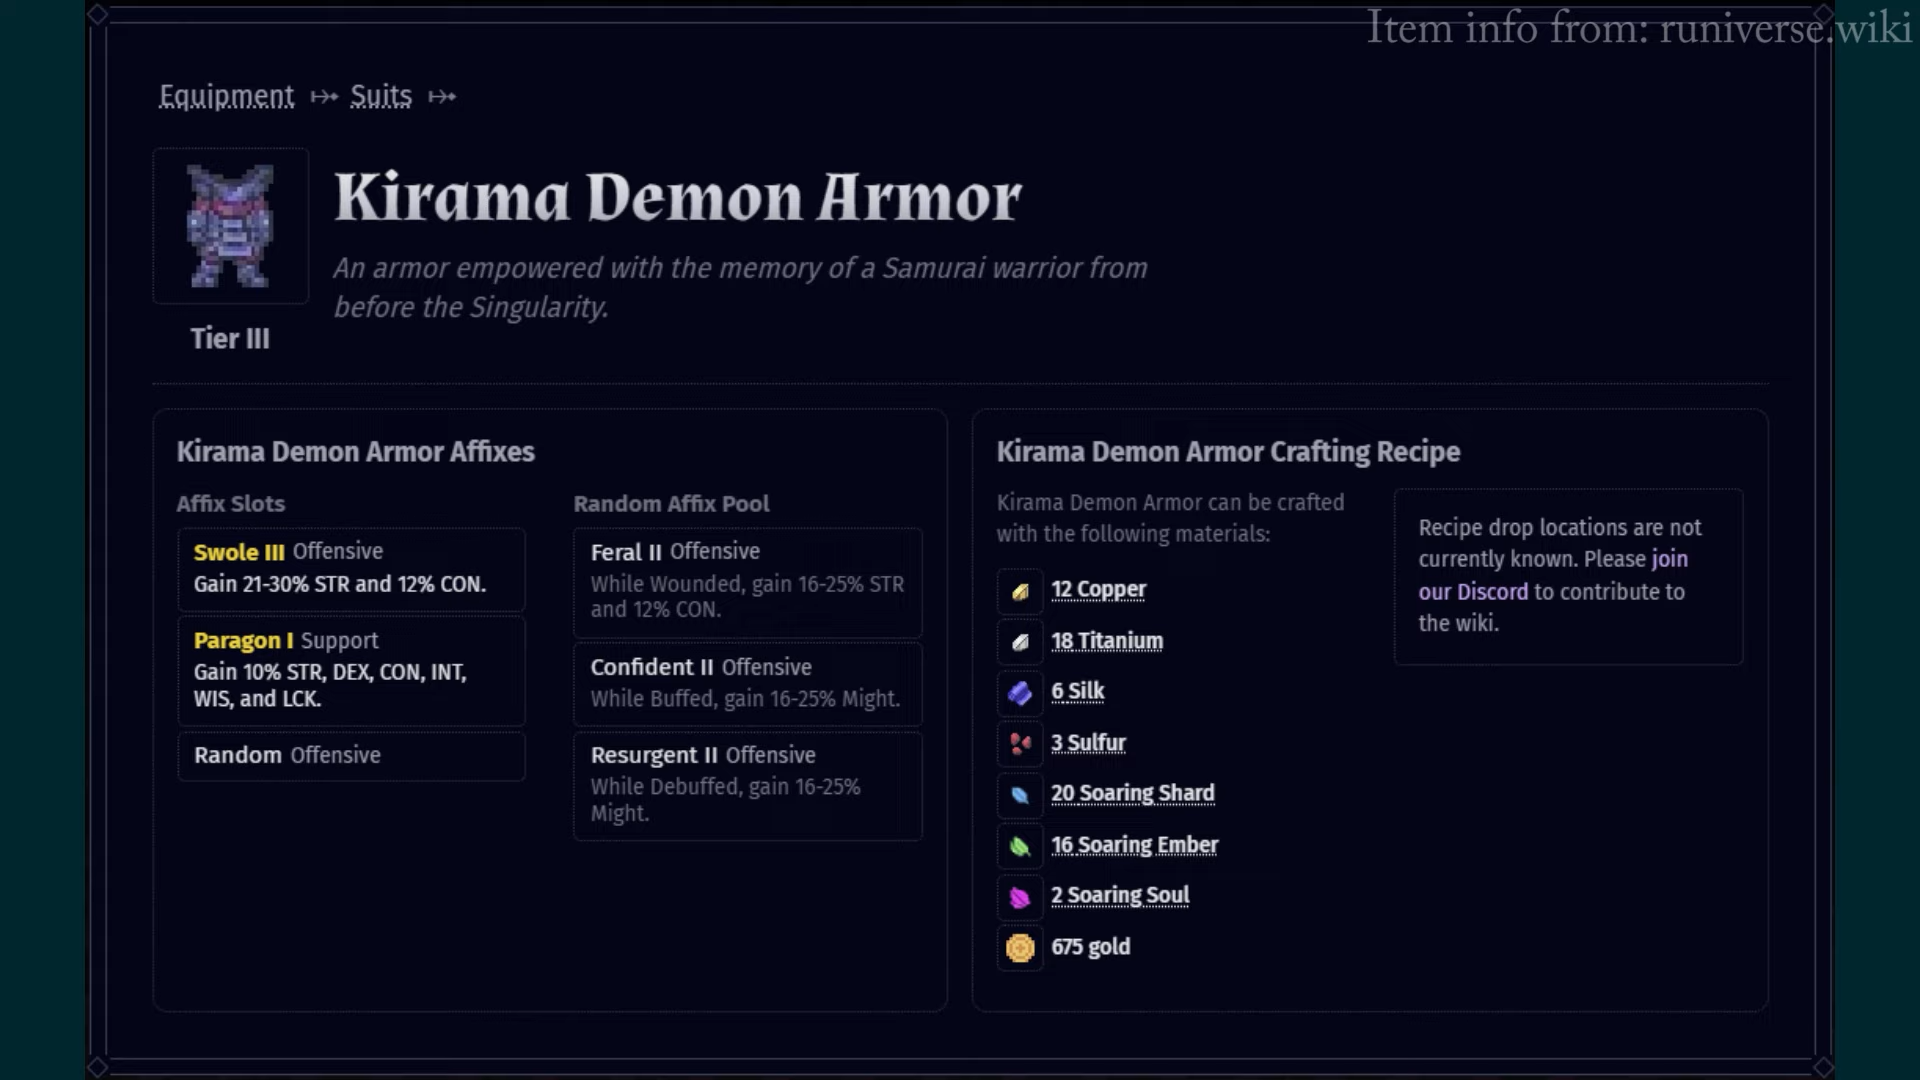 Item info from: runiverse.wiki
Equipment
Suits
Kirama Demon Armor
An armor empowered with the memory of a Samurai warrior from
before the Singularity.
Tier III
Kirama Demon Armor Affixes
Affix Slots
Swole III Offensive
Gain 21-30% STR and 12% CON.
Paragon I Support
Gain 10% STR, DEX, CON, INT,
WIS, and LCK.
Random Offensive
Random Affix Pool
Feral II Offensive
While Wounded, gain 16-25% STR
and 12% CON.
Confident II Offensive
While Buffed, gain 16-25% Might.
Resurgent II Offensive
While Debuffed, gain 16-25%
Might.
Kirama Demon Armor Crafting Recipe
Kirama Demon Armor can be crafted
with the following materials:
12 Copper
18 Titanium
6 Silk
3 Sulfur
20 Soaring Shard
16 Soaring Ember
2 Soaring Soul
675 gold
Recipe drop locations are not
currently known. Please join
our Discord to contribute to
the wiki.